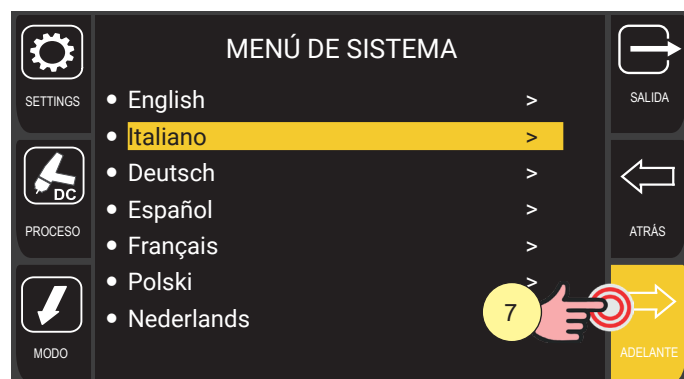 MENÚ DE SISTEMA
SETTINGS
• English >
SALIDA
• Italiano >
• Deutsch >
DC
• Español >
PROCESO
ATRÁS
• Français >
• Polski >
• Nederlands
7
MODO
ADELANTE